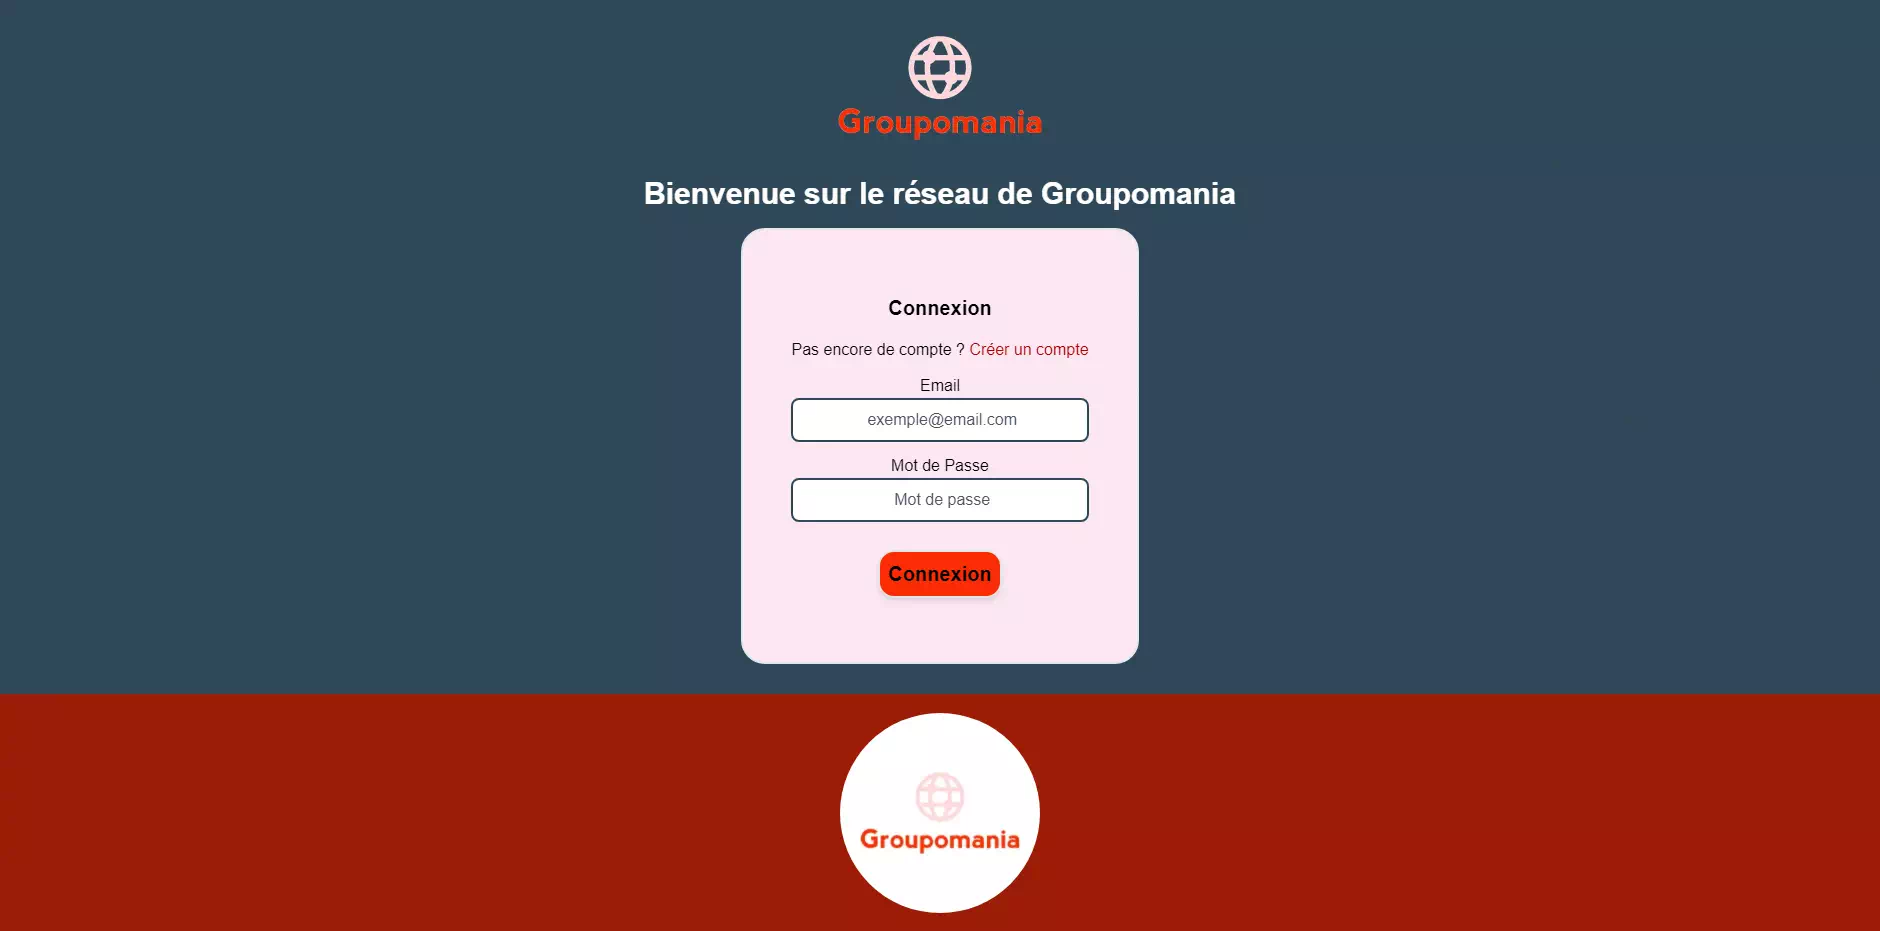 Groupomania
Bienvenue sur le réseau de Groupomania
Connexion
Pas encore de compte ? Créer un compte
Email
exemple@email.com
Mot de Passe
Mot de passe
Connexion
Groupomania